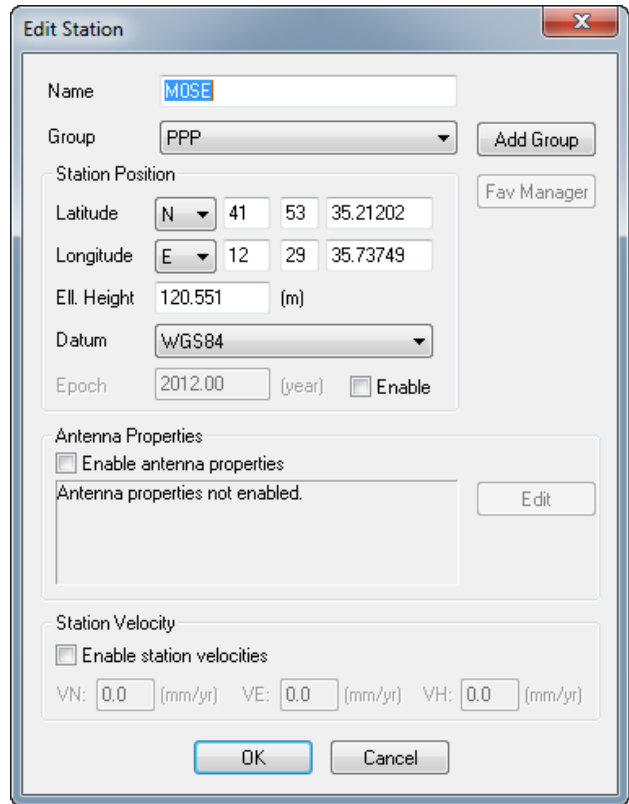 Edit Station
Name M0SE
Group PPP Add Group
Station Position
Fav Manager
Latitude N 41 53 35.21202
Longitude E 12 29 35.73749
Ell. Height 120.551 (m)
Datum WGS84
Epoch 2012.00 (year) Enable
Antenna Properties
Enable antenna properties
Antenna properties not enabled.
Edit
Station Velocity
Enable station velocities
VN: 0.0 (mm/yr) VE: 0.0 (mm/yr) VH: 0.0 (mm/yr)
OK Cancel